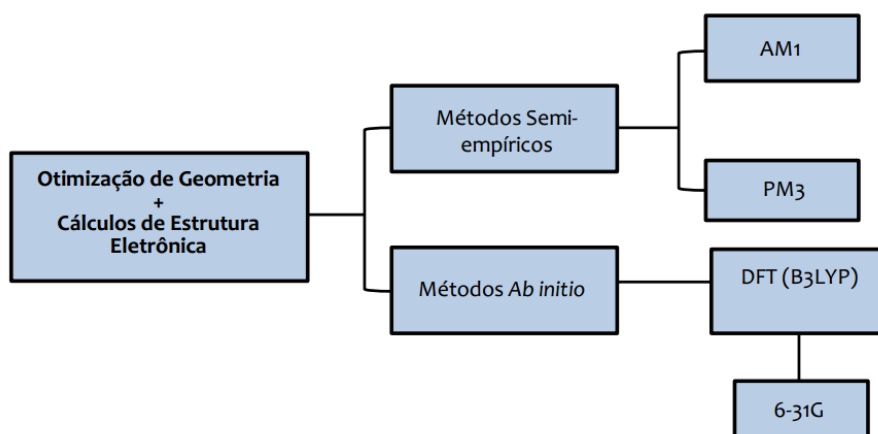 Otimização de Geometria
+
Cálculos de Estrutura
Eletrônica
Métodos Semi-
empíricos
AM1
PM3
Métodos Ab initio
DFT (B3LYP)
6-31G